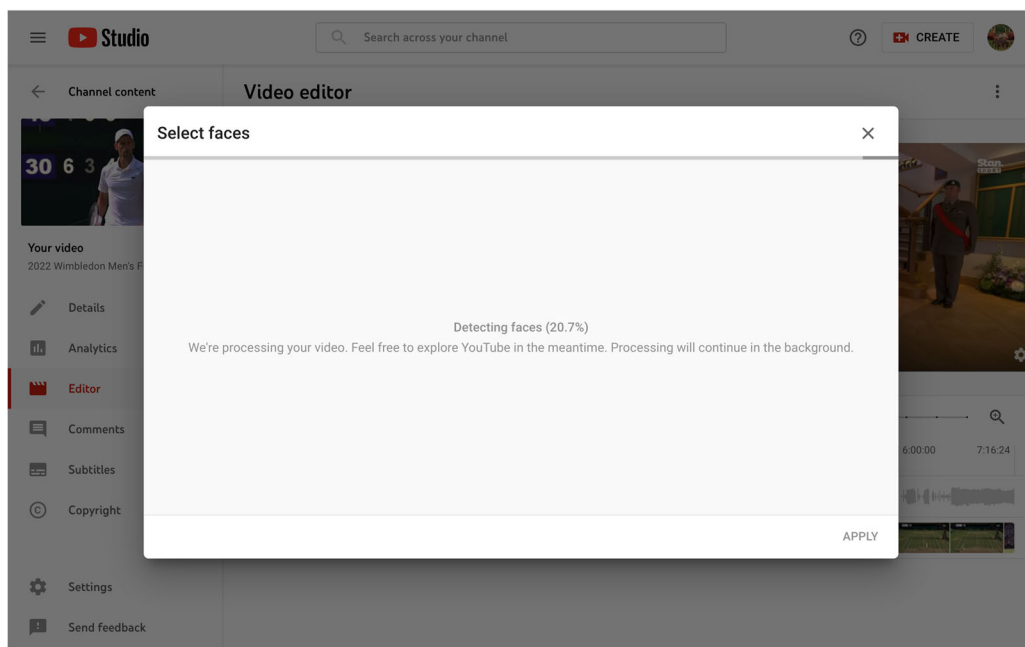 Studio
Search across your channel
CREATE
Channel content
Video editor
Select faces
30 6 3
Stan.
SPORT
Your video
2022 Wimbledon Men's F
Details
Detecting faces (20.7%)
Analytics
We're processing your video. Feel free to explore YouTube in the meantime. Processing will continue in the background.
Editor
Comments
6:00:00 7:16:24
Subtitles
Copyright
APPLY
Settings
Send feedback